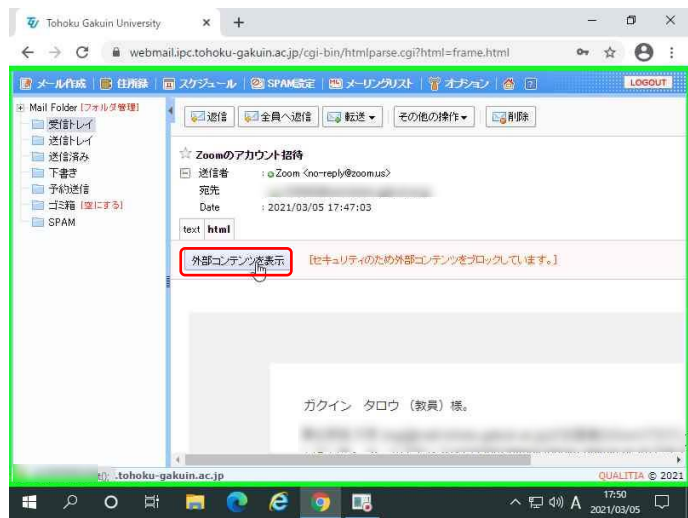 Tohoku Gakuin University
webmail.ipc.tohoku-gakuin.ac.jp/cgi-bin/htmlparse.cgi?html=frame.html
メール作成 住所録 スケジュール SPAM設定 メーリングリスト オプション LOGOUT
Mail Folder [フォルダ管理]
受信トレイ
送信トレイ
送信済み
下書き
予約送信
ゴミ箱 [空にする]
SPAM
返信 全員へ返信 転送 その他の操作 削除
Zoomのアカウント招待
送信者 : Zoom <no-reply@zoom.us>
宛先
Date : 2021/03/05 17:47:03
text html
外部コンテンツを表示 [セキュリティのため外部コンテンツをブロックしています。]
ガクイン タロウ (教員) 様。
.tohoku-gakuin.ac.jp QUALITIA © 2021
A 17:50
2021/03/05